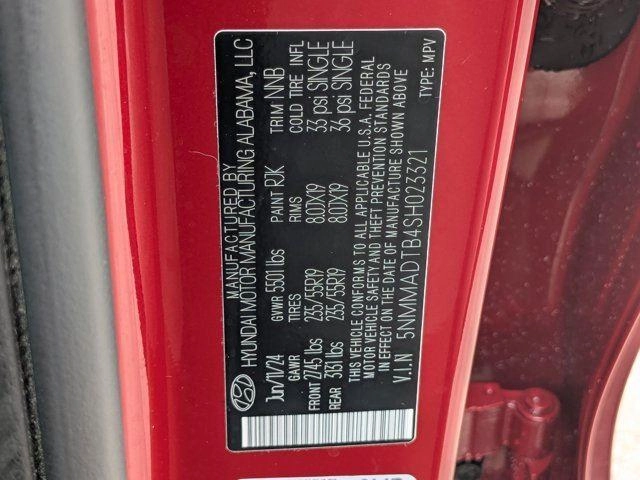 MANUFACTURED BY
HYUNDAI MOTOR MANUFACTURING ALABAMA, LLC
Jun/11/24 GVWR 5501 lbs PAINT RJK TRIM NNB
GAWR TIRES RIMS COLD TIRE INFL
FRONT 2745 lbs 235/55R19 8.0JX19 33 psi SINGLE
REAR 3131 lbs 235/55R19 8.0JX19 36 psi SINGLE
THIS VEHICLE CONFORMS TO ALL APPLICABLE U.S.A. FEDERAL
MOTOR VEHICLE SAFETY AND THEFT PREVENTION STANDARDS
IN EFFECT ON THE DATE OF MANUFACTURE SHOWN ABOVE
V.I.N 5NMMADTB4SH023321 TYPE: MPV